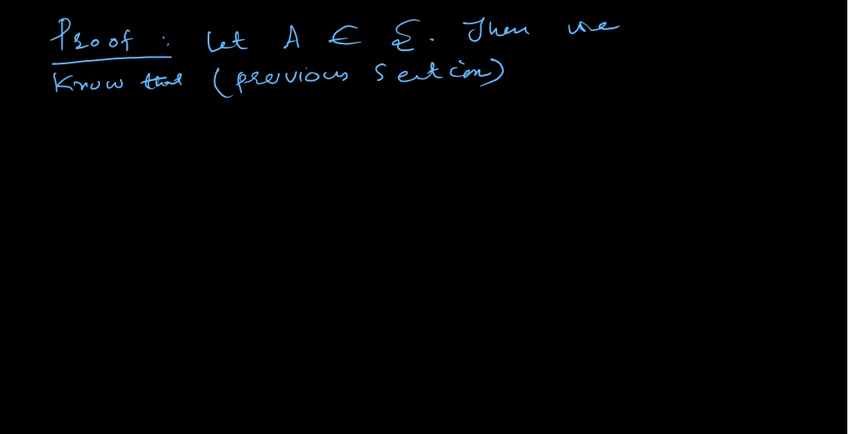 Proof : Let A ∈ Σ. Then we
know that (previous section)